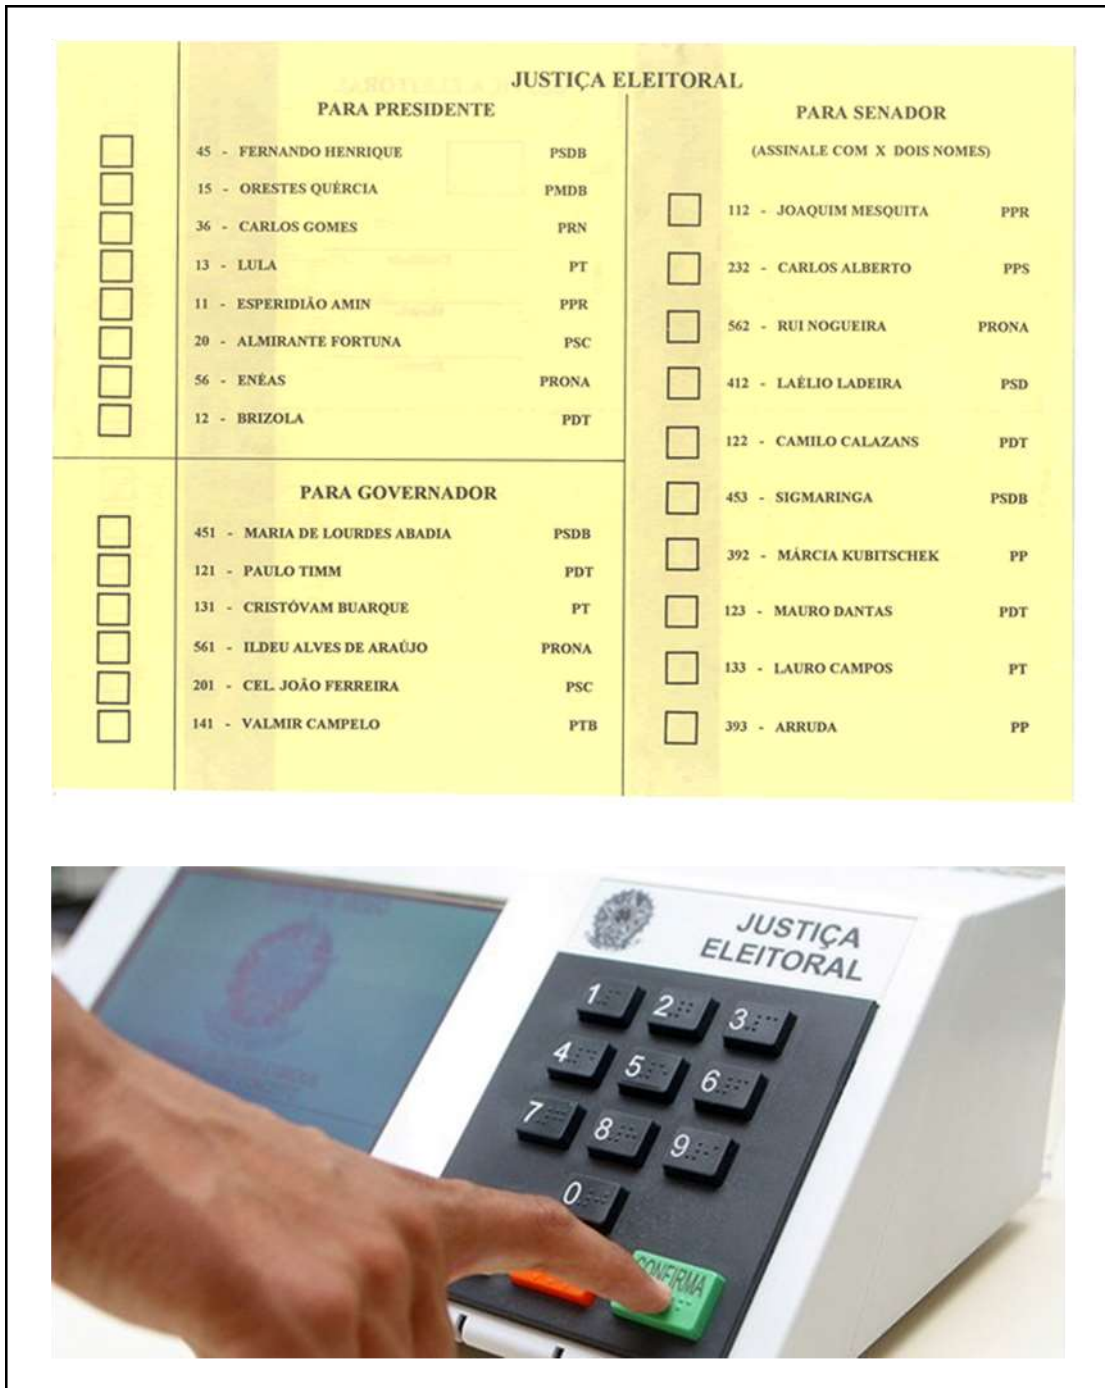 JUSTIÇA ELEITORAL
PARA PRESIDENTE
45 - FERNANDO HENRIQUE PSDB
15 - ORESTES QUÉRCIA PMDB
36 - CARLOS GOMES PRN
13 - LULA PT
11 - ESPERIDIÃO AMIN PPR
20 - ALMIRANTE FORTUNA PSC
56 - ENÉAS PRONA
12 - BRIZOLA PDT
PARA GOVERNADOR
451 - MARIA DE LOURDES ABADIA PSDB
121 - PAULO TIMM PDT
131 - CRISTÓVAM BUARQUE PT
561 - ILDEU ALVES DE ARAÚJO PRONA
201 - CEL. JOÃO FERREIRA PSC
141 - VALMIR CAMPELO PTB
PARA SENADOR
(ASSINALE COM X DOIS NOMES)
112 - JOAQUIM MESQUITA PPR
232 - CARLOS ALBERTO PPS
562 - RUI NOGUEIRA PRONA
412 - LAÉLIO LADEIRA PSD
122 - CAMILO CALAZANS PDT
453 - SIGMARINGA PSDB
392 - MÁRCIA KUBITSCHEK PP
123 - MAURO DANTAS PDT
133 - LAURO CAMPOS PT
393 - ARRUDA PP
JUSTIÇA
ELEITORAL
1 2 3
4 5 6
7 8 9
0
CONFIRMA